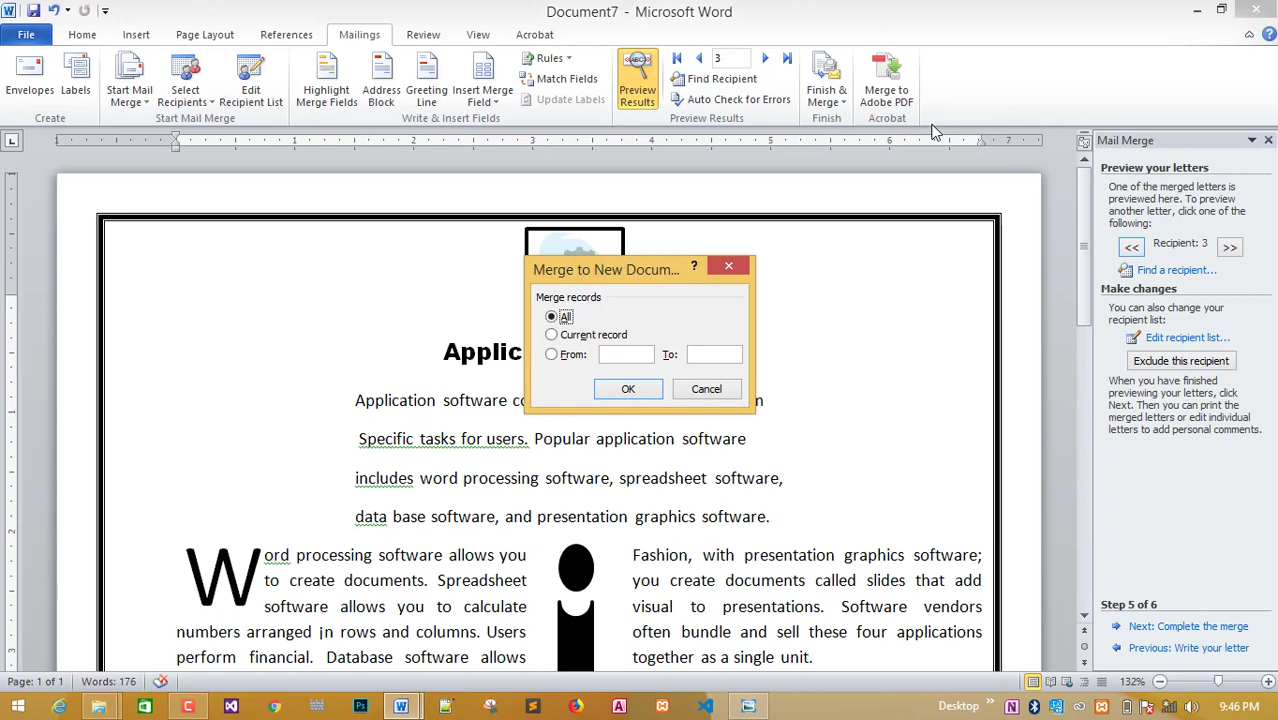 Document7 - Microsoft Word
File Home Insert Page Layout References Mailings Review View Acrobat
Envelopes
Labels
Create
Start Mail Merge
Select Recipients
Edit Recipient List
Start Mail Merge
Highlight Merge Fields
Address Block
Greeting Line
Insert Merge Field
Rules
Match Fields
Update Labels
Write & Insert Fields
ABC
Preview Results
3
Find Recipient
Auto Check for Errors
Preview Results
Finish & Merge
Finish
Merge to Adobe PDF
Acrobat
1 2 3 4 5 6 7
Merge to New Docum...
Merge records
All
Current record
From: To:
OK Cancel
Applic
Application software co
m
Specific tasks for users. Popular application software
includes word processing software, spreadsheet software,
data base software, and presentation graphics software.
Word processing software allows you
to create documents. Spreadsheet
software allows you to calculate
numbers arranged in rows and columns. Users
perform financial. Database software allows
i
Fashion, with presentation graphics software;
you create documents called slides that add
visual to presentations. Software vendors
often bundle and sell these four applications
together as a single unit.
Mail Merge
Preview your letters
One of the merged letters is
previewed here. To preview
another letter, click one of the
following:
<< Recipient: 3 >>
Find a recipient...
Make changes
You can also change your
recipient list:
Edit recipient list...
Exclude this recipient
When you have finished
previewing your letters, click
Next. Then you can print the
merged letters or edit individual
letters to add personal comments.
Step 5 of 6
Next: Complete the merge
Previous: Write your letter
Page: 1 of 1 Words: 176
132%
Desktop
9:46 PM